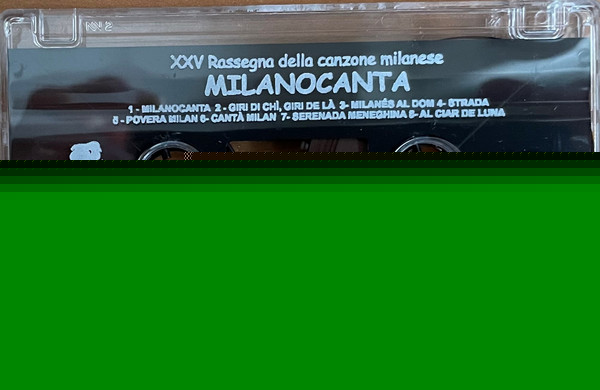 XXV Rassegna della canzone milanese
MILANOCANTA
1 - MILANOCANTA 2 - GIRI DI CHÌ, GIRI DE LÀ 3- MILANÉS AL DOM 4- STRADA
5 - POVERA MILAN 6- CANTÀ MILAN 7- SERENADA MENEGHINA 8- AL CIAR DE LUNA